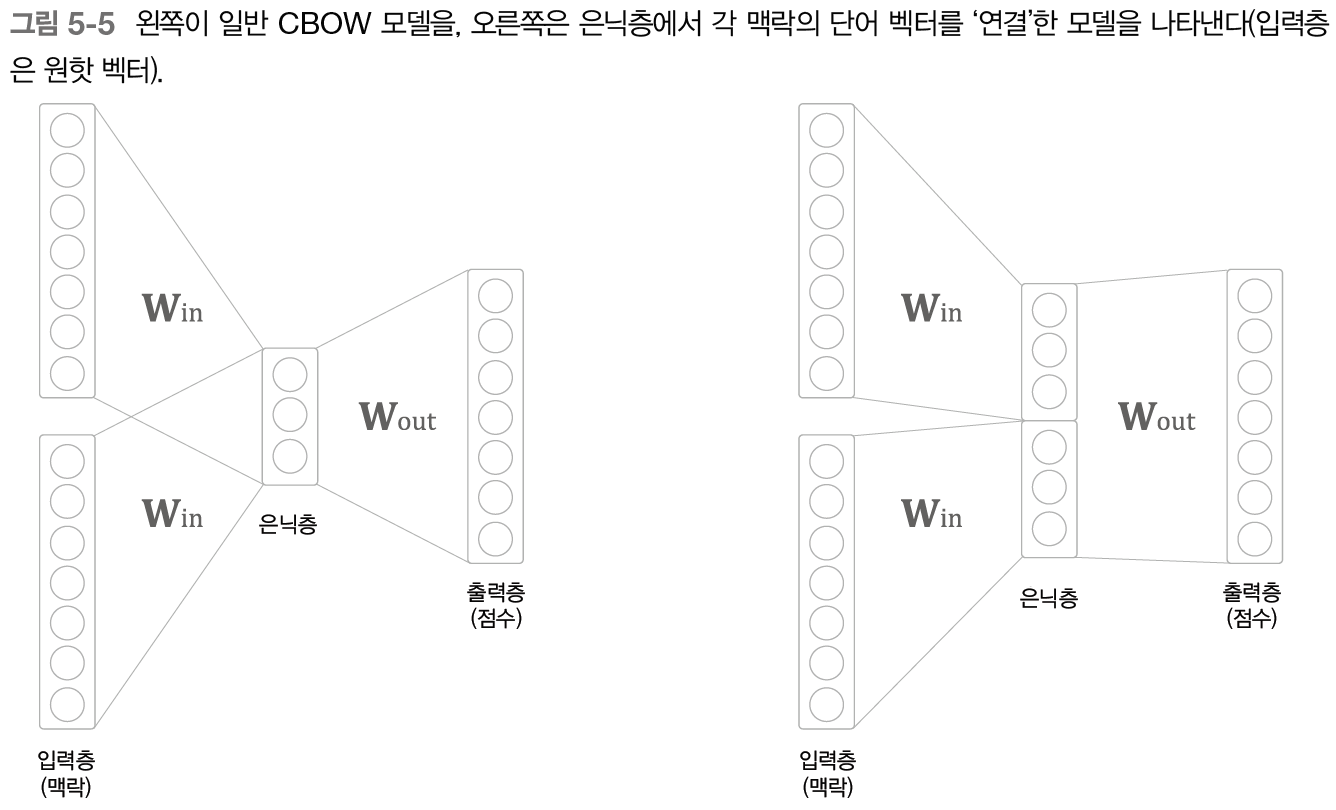 그림 5-5 왼쪽이 일반 CBOW 모델을, 오른쪽은 은닉층에서 각 맥락의 단어 벡터를 ‘연결’한 모델을 나타낸다(입력층
은 원핫 벡터).
Win
Win
Wout
은닉층
출력층
(점수)
입력층
(맥락)
Win
Win
Wout
은닉층
출력층
(점수)
입력층
(맥락)